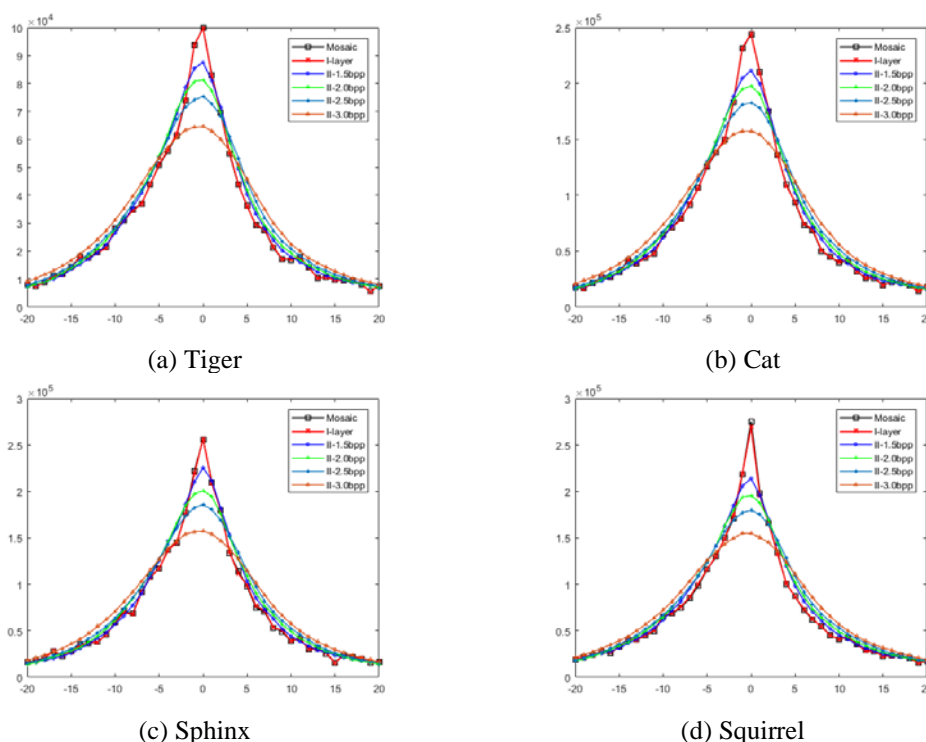 ×10⁴
10
9
8
7
6
5
4
3
2
1
0
-20 -15 -10 -5 0 5 10 15 20
Mosaic
I-layer
II-1.5bpp
II-2.0bpp
II-2.5bpp
II-3.0bpp
(a) Tiger
×10⁵
2.5
2
1.5
1
0.5
0
-20 -15 -10 -5 0 5 10 15 20
Mosaic
I-layer
II-1.5bpp
II-2.0bpp
II-2.5bpp
II-3.0bpp
(b) Cat
×10⁵
3
2.5
2
1.5
1
0.5
0
-20 -15 -10 -5 0 5 10 15 20
Mosaic
I-layer
II-1.5bpp
II-2.0bpp
II-2.5bpp
II-3.0bpp
(c) Sphinx
×10⁵
3
2.5
2
1.5
1
0.5
0
-20 -15 -10 -5 0 5 10 15 20
Mosaic
I-layer
II-1.5bpp
II-2.0bpp
II-2.5bpp
II-3.0bpp
(d) Squirrel